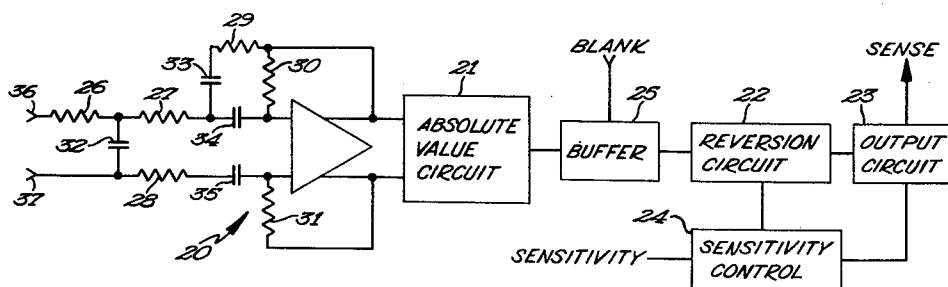 29
33
30
BLANK
SENSE
36
26
27
21
25
22
23
32
34
ABSOLUTE
VALUE
CIRCUIT
BUFFER
REVERSION
CIRCUIT
OUTPUT
CIRCUIT
37
28
35
31
20
24
SENSITIVITY
SENSITIVITY
CONTROL